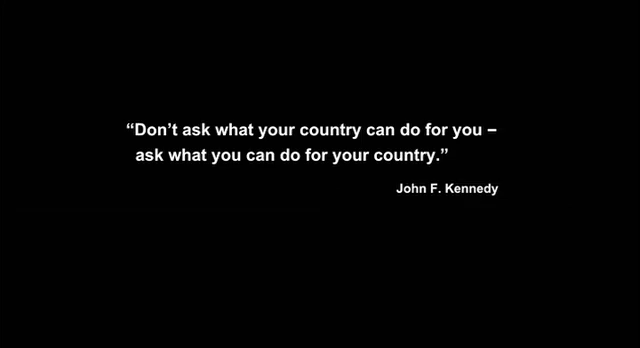 “Don’t ask what your country can do for you –
ask what you can do for your country.”
John F. Kennedy